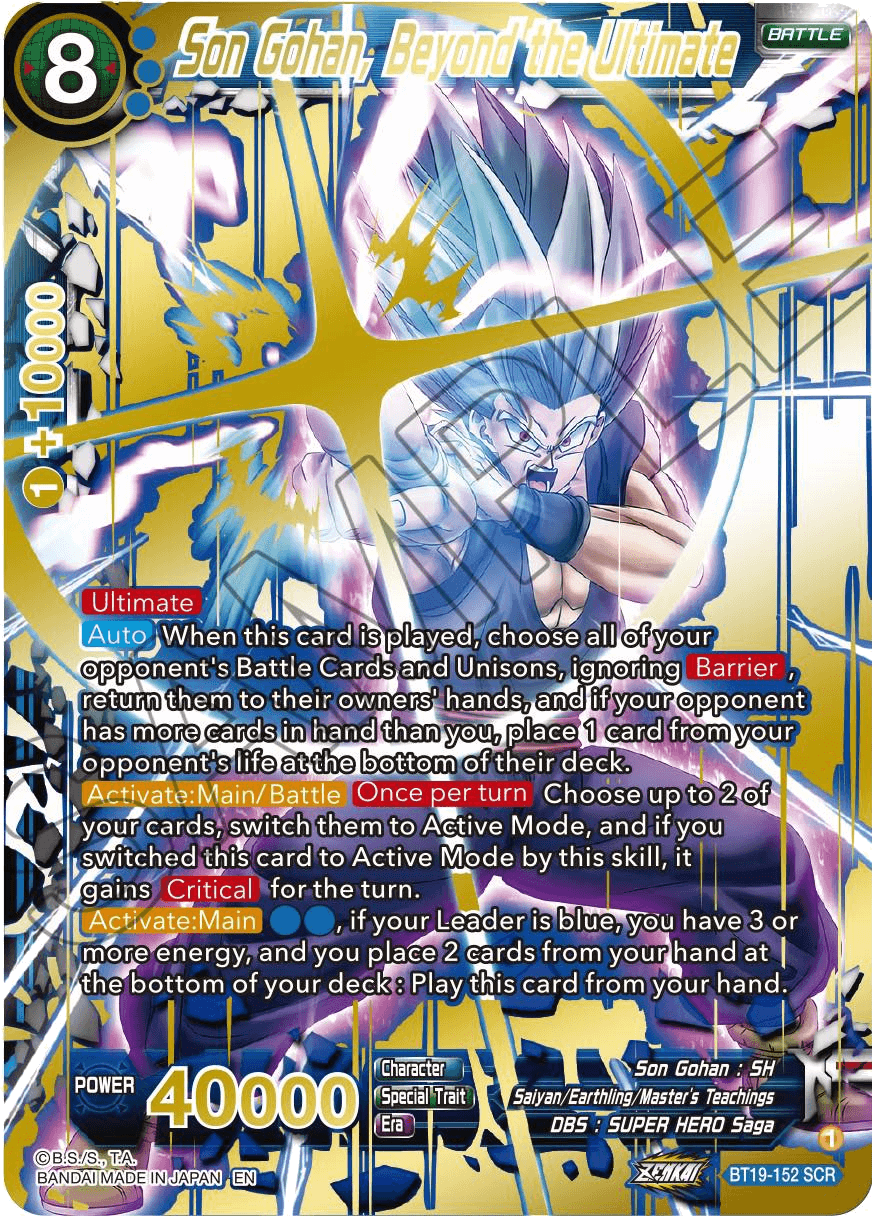 8
Son Gohan, Beyond the Ultimate
BATTLE
1 +10000
SAMPLE
Ultimate
Auto When this card is played, choose all of your
opponent's Battle Cards and Unisons, ignoring Barrier,
return them to their owners' hands, and if your opponent
has more cards in hand than you, place 1 card from your
opponent's life at the bottom of their deck.
Activate:Main/Battle Once per turn Choose up to 2 of
your cards, switch them to Active Mode, and if you
switched this card to Active Mode by this skill, it
gains Critical for the turn.
Activate:Main , if your Leader is blue, you have 3 or
more energy, and you place 2 cards from your hand at
the bottom of your deck : Play this card from your hand.
POWER 40000
Character Son Gohan : SH
Special Trait Saiyan/Earthling/Master's Teachings
Era DBS : SUPER HERO Saga
1
©B.S./S., T.A.
BANDAI MADE IN JAPAN EN
ZENKAI
BT19-152 SCR